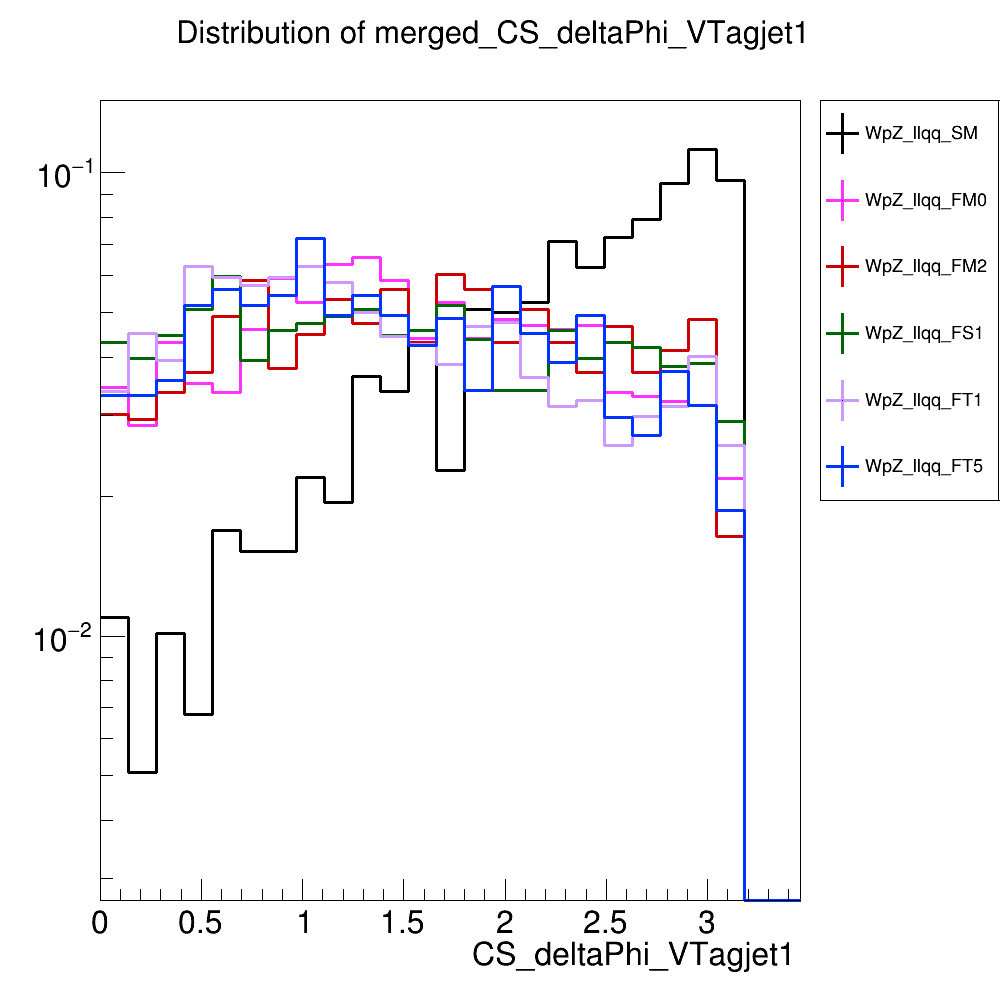 Distribution of merged_CS_deltaPhi_VTagjet1
10−1
10−2
0 0.5 1 1.5 2 2.5 3
CS_deltaPhi_VTagjet1
WpZ_llqq_SM
WpZ_llqq_FM0
WpZ_llqq_FM2
WpZ_llqq_FS1
WpZ_llqq_FT1
WpZ_llqq_FT5